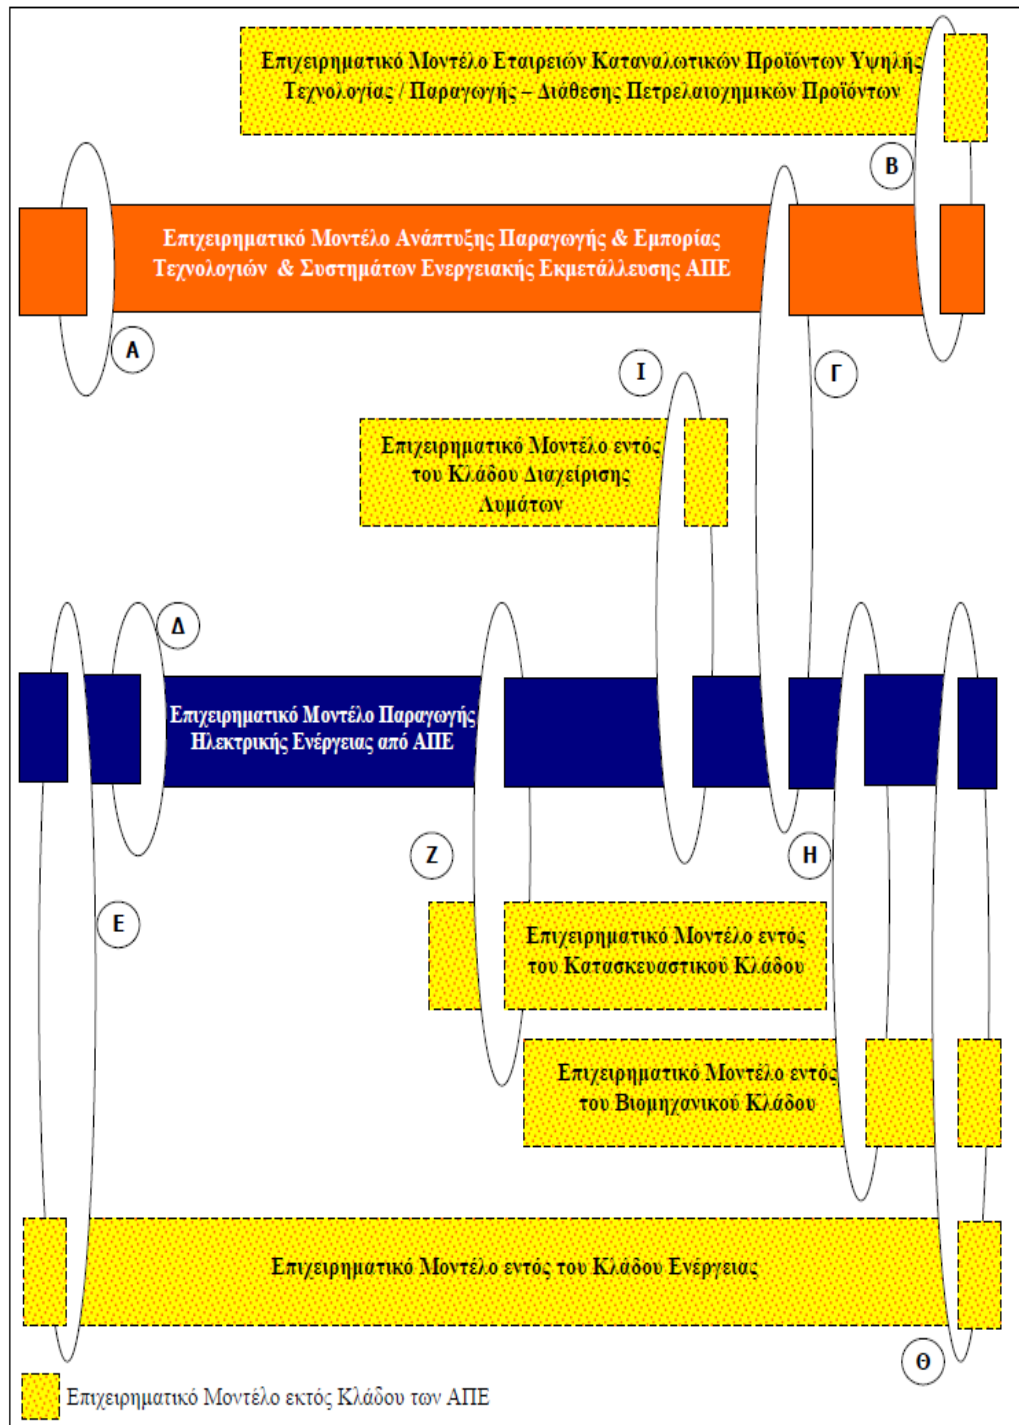 Επιχειρηματικό Μοντέλο Εταιρειών Καταναλωτικών Προϊόντων Υψηλής
Τεχνολογίας / Παραγωγής – Διάθεσης Πετρελαιοχημικών Προϊόντων
Β
Επιχειρηματικό Μοντέλο Ανάπτυξης Παραγωγής & Εμπορίας
Τεχνολογιών & Συστημάτων Ενεργειακής Εκμετάλλευσης ΑΠΕ
Α
Ι
Γ
Επιχειρηματικό Μοντέλο εντός
του Κλάδου Διαχείρισης
Λυμάτων
Δ
Επιχειρηματικό Μοντέλο Παραγωγής
Ηλεκτρικής Ενέργειας από ΑΠΕ
Ζ
Η
Ε
Επιχειρηματικό Μοντέλο εντός
του Κατασκευαστικού Κλάδου
Επιχειρηματικό Μοντέλο εντός
του Βιομηχανικού Κλάδου
Επιχειρηματικό Μοντέλο εντός του Κλάδου Ενέργειας
Θ
Επιχειρηματικό Μοντέλο εκτός Κλάδου των ΑΠΕ